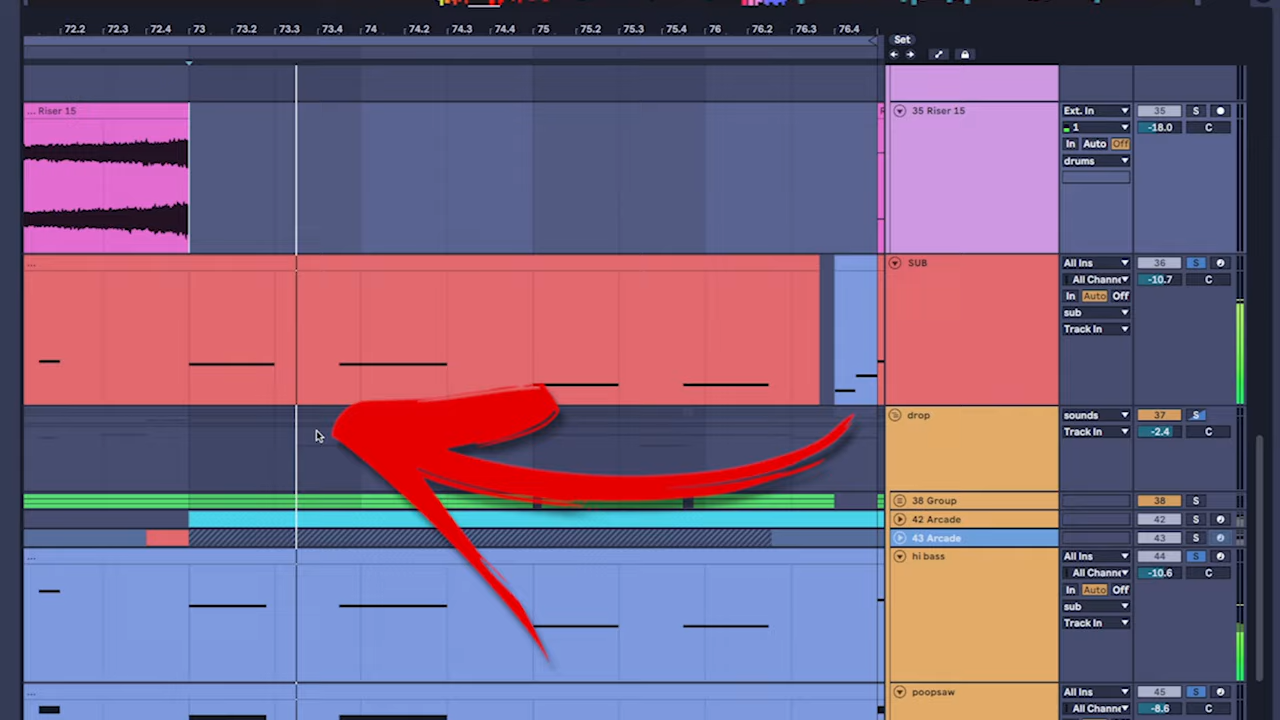 72.2 72.3 72.4 73 73.2 73.3 73.4 74 74.2 74.3 74.4 75 75.2 75.3 75.4 76 76.2 76.3 76.4
Set
... Riser 15
35 Riser 15 Ext. In 35 S
1 -18.0 C
In Auto Off
drums
... SUB All Ins 36 S
All Channe -10.7 C
In Auto Off
sub
Track In
drop sounds 37 S
Track In -2.4 C
38 Group 38 S
42 Arcade 42 S
43 Arcade 43 S
... hi bass All Ins 44 S
All Channe -10.6 C
In Auto Off
sub
Track In
... poopsaw All Ins 45 S
All Channe -8.6 C